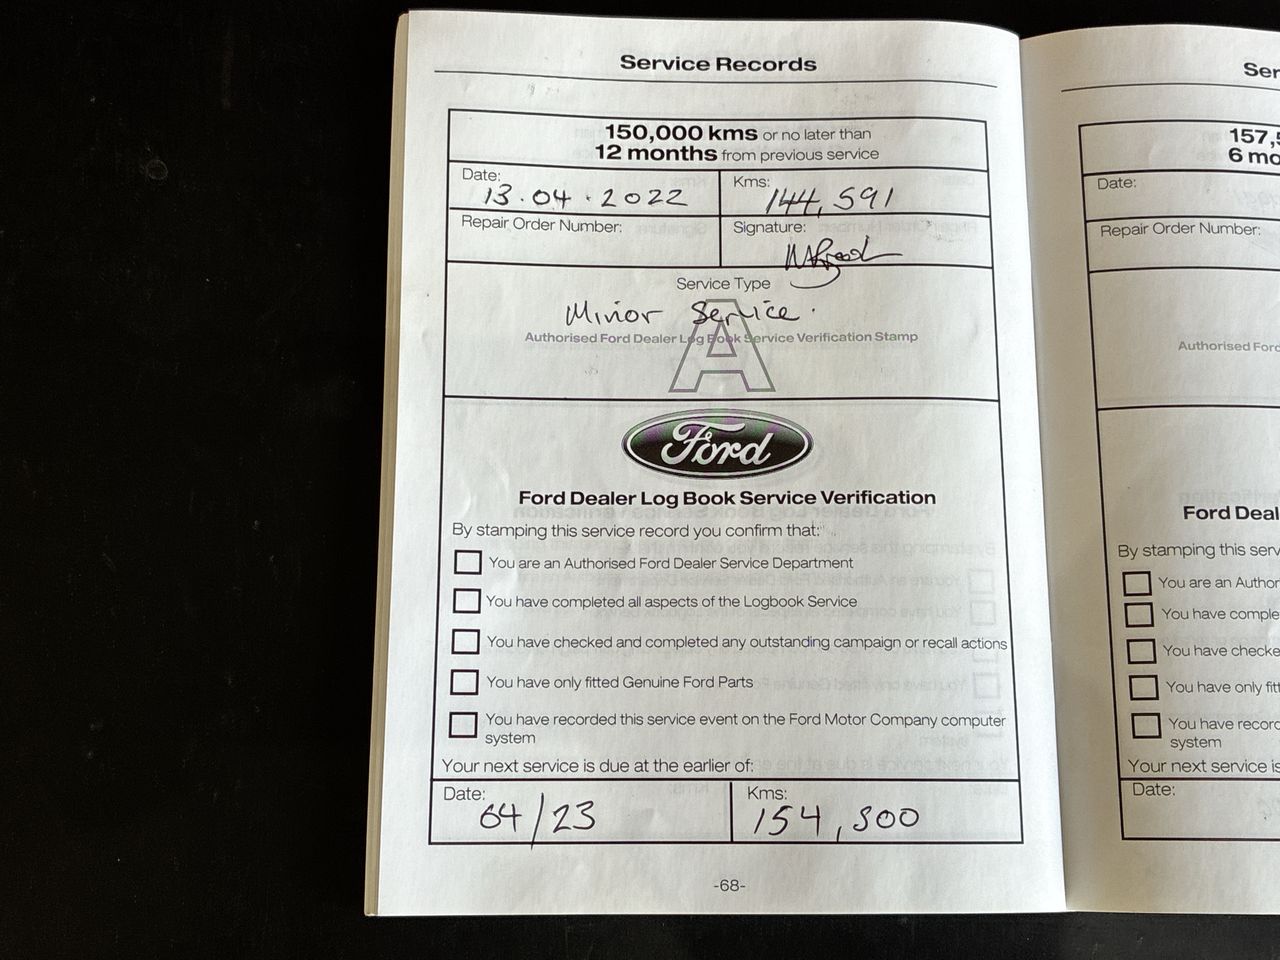 Service Records
150,000 kms or no later than
12 months from previous service
Date:
13.04.2022
Kms:
144,591
Repair Order Number:
Signature:
Service Type
Minor Service.
Authorised Ford Dealer Log Book Service Verification Stamp
A
Ford
Ford Dealer Log Book Service Verification
By stamping this service record you confirm that:
You are an Authorised Ford Dealer Service Department
You have completed all aspects of the Logbook Service
You have checked and completed any outstanding campaign or recall actions
You have only fitted Genuine Ford Parts
You have recorded this service event on the Ford Motor Company computer
system
Your next service is due at the earlier of:
Date:
04/23
Kms:
-68-
Ser
157,5
6 mo
Date:
Repair Order Number:
Authorised Ford
Ford Deal
By stamping this serv
You are an Author
You have comple
You have checke
You have only fitt
You have recor
system
Your next service is
Date: